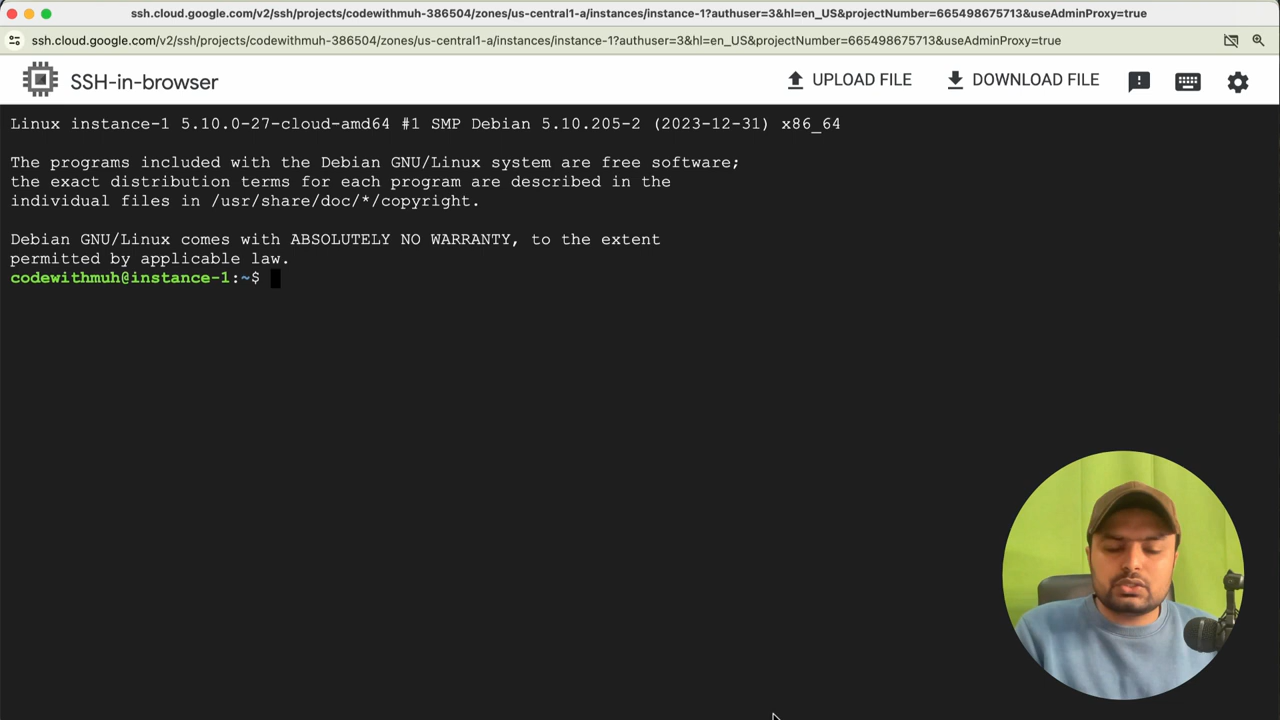 ssh.cloud.google.com/v2/ssh/projects/codewithmuh-386504/zones/us-central1-a/instances/instance-1?authuser=3&hl=en_US&projectNumber=665498675713&useAdminProxy=true
ssh.cloud.google.com/v2/ssh/projects/codewithmuh-386504/zones/us-central1-a/instances/instance-1?authuser=3&hl=en_US&projectNumber=665498675713&useAdminProxy=true
SSH-in-browser UPLOAD FILE DOWNLOAD FILE
Linux instance-1 5.10.0-27-cloud-amd64 #1 SMP Debian 5.10.205-2 (2023-12-31) x86_64
The programs included with the Debian GNU/Linux system are free software;
the exact distribution terms for each program are described in the
individual files in /usr/share/doc/*/copyright.
Debian GNU/Linux comes with ABSOLUTELY NO WARRANTY, to the extent
permitted by applicable law.
codewithmuh@instance-1:~$